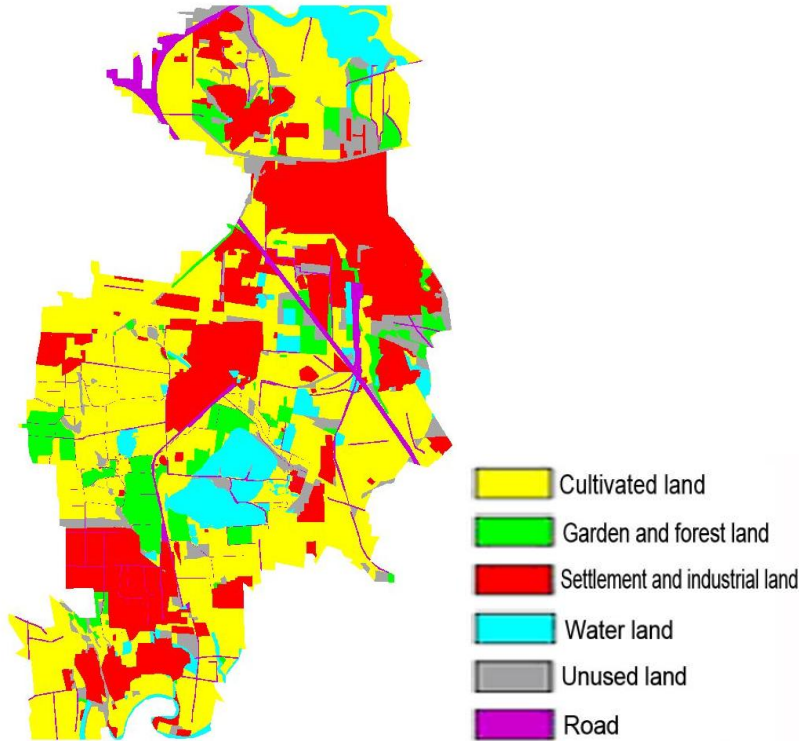 Cultivated land
Garden and forest land
Settlement and industrial land
Water land
Unused land
Road